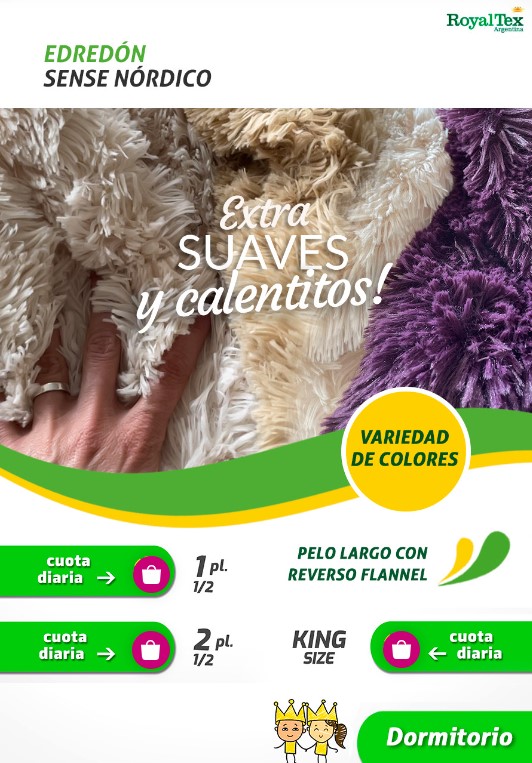 RoyalTex
Argentina
EDREDÓN
SENSE NÓRDICO
Extra
SUAVES
y calentitos!
VARIEDAD
DE COLORES
cuota
diaria →
1 pl.
1/2
PELO LARGO CON
REVERSO FLANNEL
cuota
diaria →
2 pl.
1/2
KING
SIZE
cuota
← diaria
Dormitorio